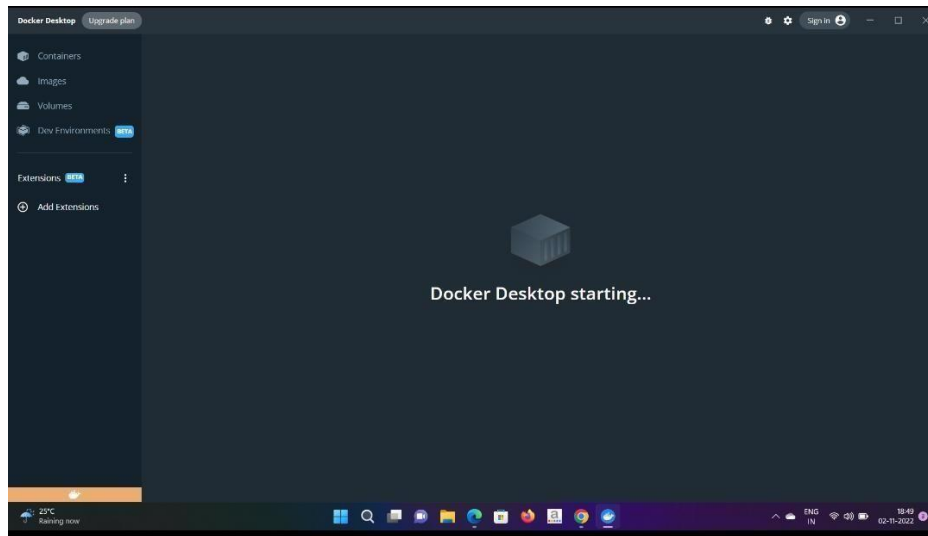 Docker Desktop Upgrade plan
Sign in
Containers
Images
Volumes
Dev Environments BETA
Extensions BETA
Add Extensions
Docker Desktop starting...
25°C
Raining now
ENG
IN
18:49
02-11-2022